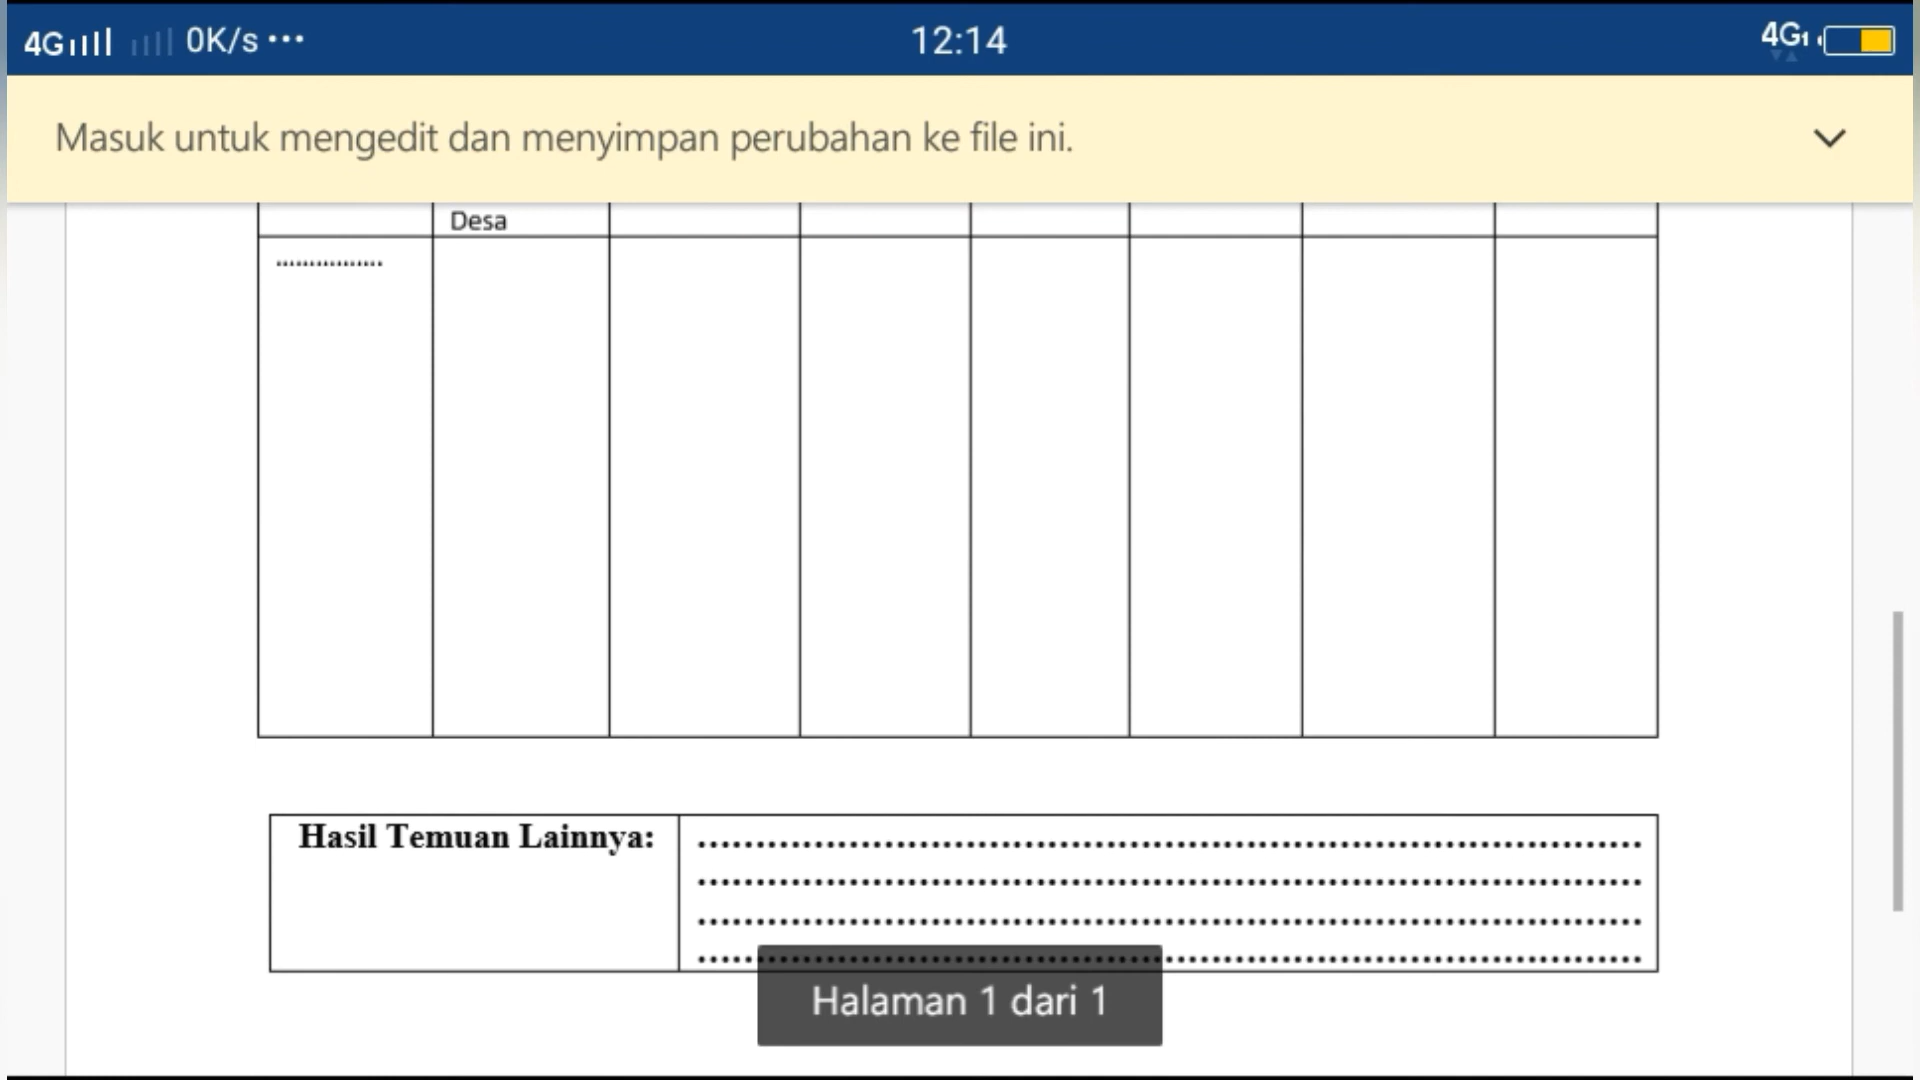 4G 0K/s ... 12:14 4G1
Masuk untuk mengedit dan menyimpan perubahan ke file ini.
Desa
................
Hasil Temuan Lainnya: ................................................................................
................................................................................
................................................................................
................................................................................
Halaman 1 dari 1